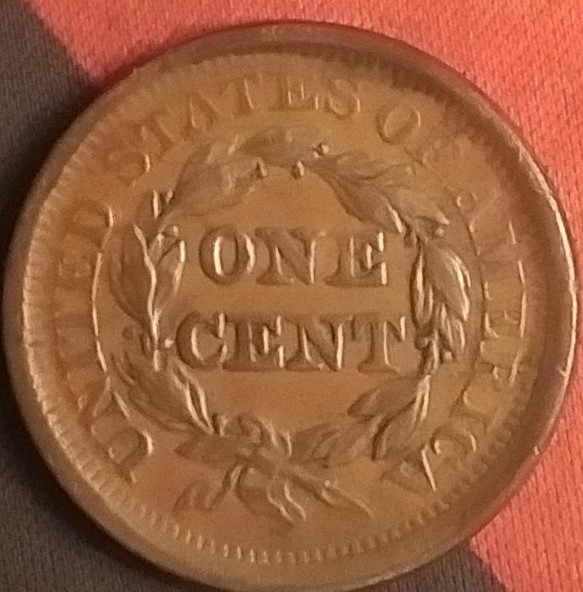 UNITED STATES OF AMERICA
ONE
CENT